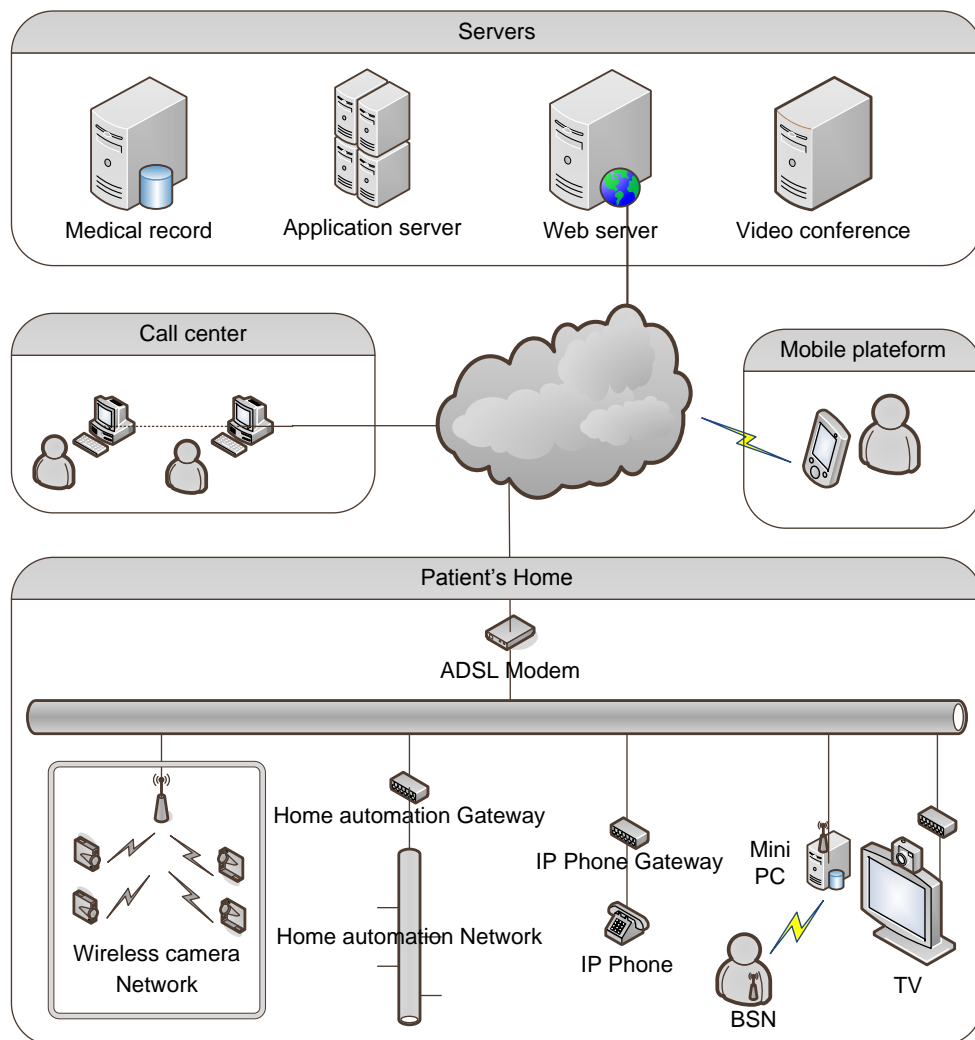 Servers
Medical record
Application server
Web server
Video conference
Call center
Mobile plateform
Patient's Home
ADSL Modem
Home automation Gateway
IP Phone Gateway
Mini
PC
Home automation Network
Wireless camera
Network
IP Phone
TV
BSN